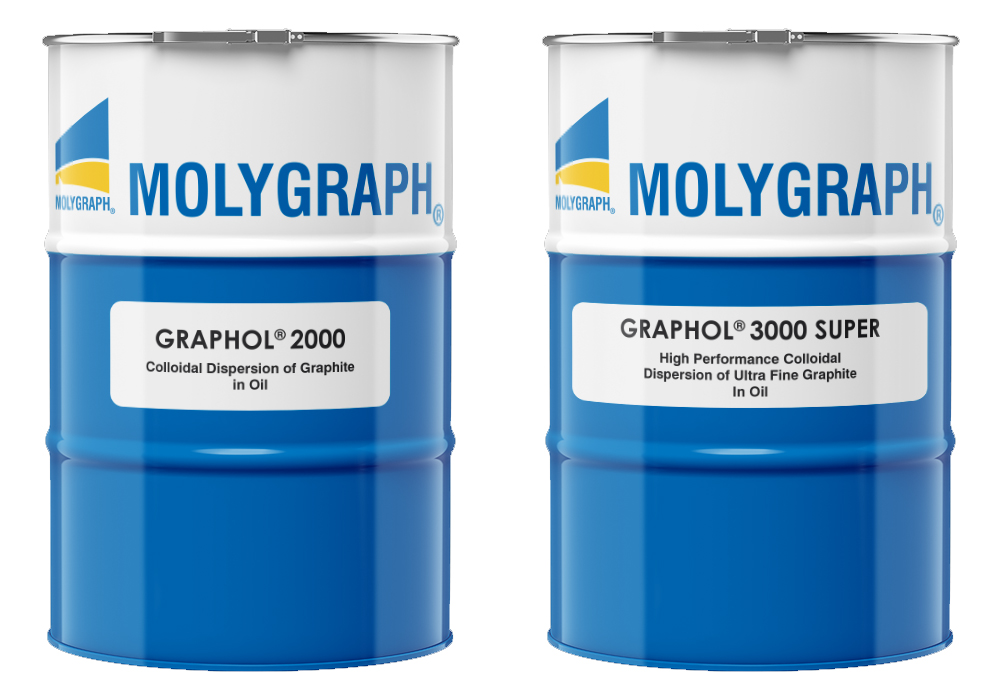 MOLYGRAPH®
MOLYGRAPH®
GRAPHOL® 2000
Colloidal Dispersion of Graphite
in Oil
MOLYGRAPH®
MOLYGRAPH®
GRAPHOL® 3000 SUPER
High Performance Colloidal
Dispersion of Ultra Fine Graphite
In Oil